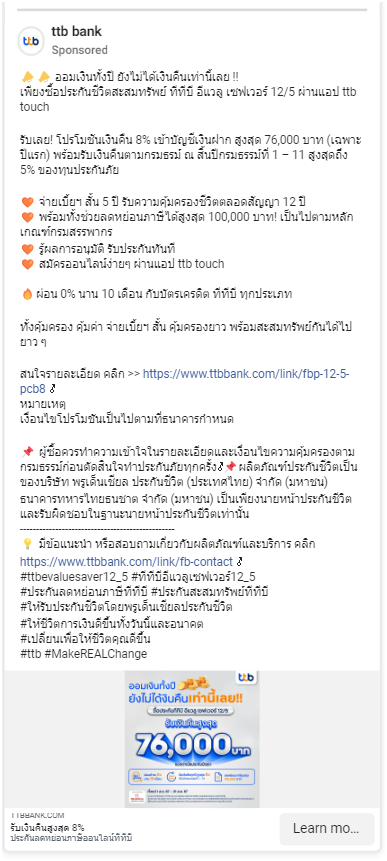 ttb bank
Sponsored
ออมเงินทั้งปี ยังไม่ได้เงินคืนเท่านี้เลย !!
เพียงซื้อประกันชีวิตสะสมทรัพย์ ทีทีบี อีแวลู เซฟเวอร์ 12/5 ผ่านแอป ttb
touch
รับเลย! โปรโมชันเงินคืน 8% เข้าบัญชีเงินฝาก สูงสุด 76,000 บาท (เฉพาะ
ปีแรก) พร้อมรับเงินคืนตามกรมธรม์ ณ สิ้นปีกรมธรรม์ที่ 1 – 11 สูงสุดถึง
5% ของทุนประกันภัย
🧡 จ่ายเบี้ยฯ สั้น 5 ปี รับความคุ้มครองชีวิตตลอดสัญญา 12 ปี
🧡 พร้อมทั้งช่วยลดหย่อนภาษีได้สูงสุด 100,000 บาท! เป็นไปตามหลัก
เกณฑ์กรมสรรพากร
🧡 รู้ผลการอนุมัติ รับประกันทันที
🧡 สมัครออนไลน์ง่ายๆ ผ่านแอป ttb touch
🔥 ผ่อน 0% นาน 10 เดือน กับบัตรเครดิต ทีทีบี ทุกประเภท
ทั้งคุ้มครอง คุ้มค่า จ่ายเบี้ยฯ สั้น คุ้มครองยาว พร้อมสะสมทรัพย์กันได้ไป
ยาว ๆ
สนใจรายละเอียด คลิก >> https://www.ttbbank.com/link/fbp-12-5-
pcb8
หมายเหตุ
เงื่อนไขโปรโมชันเป็นไปตามที่ธนาคารกำหนด
📌 ผู้ซื้อควรทำความเข้าใจในรายละเอียดและเงื่อนไขความคุ้มครองตาม
กรมธรรม์ก่อนตัดสินใจทำประกันภัยทุกครั้ง📌 ผลิตภัณฑ์ประกันชีวิตเป็น
ของบริษัท พรูเด็นเชียล ประกันชีวิต (ประเทศไทย) จำกัด (มหาชน)
ธนาคารทหารไทยธนชาต จำกัด (มหาชน) เป็นเพียงนายหน้าประกันชีวิต
และรับผิดชอบในฐานะนายหน้าประกันชีวิตเท่านั้น
------------------------------------------------
💡 มีข้อแนะนำ หรือสอบถามเกี่ยวกับผลิตภัณฑ์และบริการ คลิก
https://www.ttbbank.com/link/fb-contact
#ttbevaluesaver12_5 #ทีทีบีอีแวลูเซฟเวอร์12_5
#ประกันลดหย่อนภาษีทีทีบี #ประกันสะสมทรัพย์ทีทีบี
#ให้รับประกันชีวิตโดยพรูเด็นเชียลประกันชีวิต
#ให้ชีวิตการเงินดีขึ้นทั้งวันนี้และอนาคต
#เปลี่ยนเพื่อให้ชีวิตคุณดีขึ้น
#ttb #MakeREALChange
ttb
ออมเงินทั้งปี
ยังไม่ได้เงินคืนเท่านี้เลย!!
ซื้อประกันทีทีบี อีแวลู เซฟเวอร์ 12/5
รับเงินคืนสูงสุด
76,000 บาท
TTBBANK.COM
รับเงินคืนสูงสุด 8%
ประกันลดหย่อนภาษีออนไลน์ทีทีบี
Learn mo...